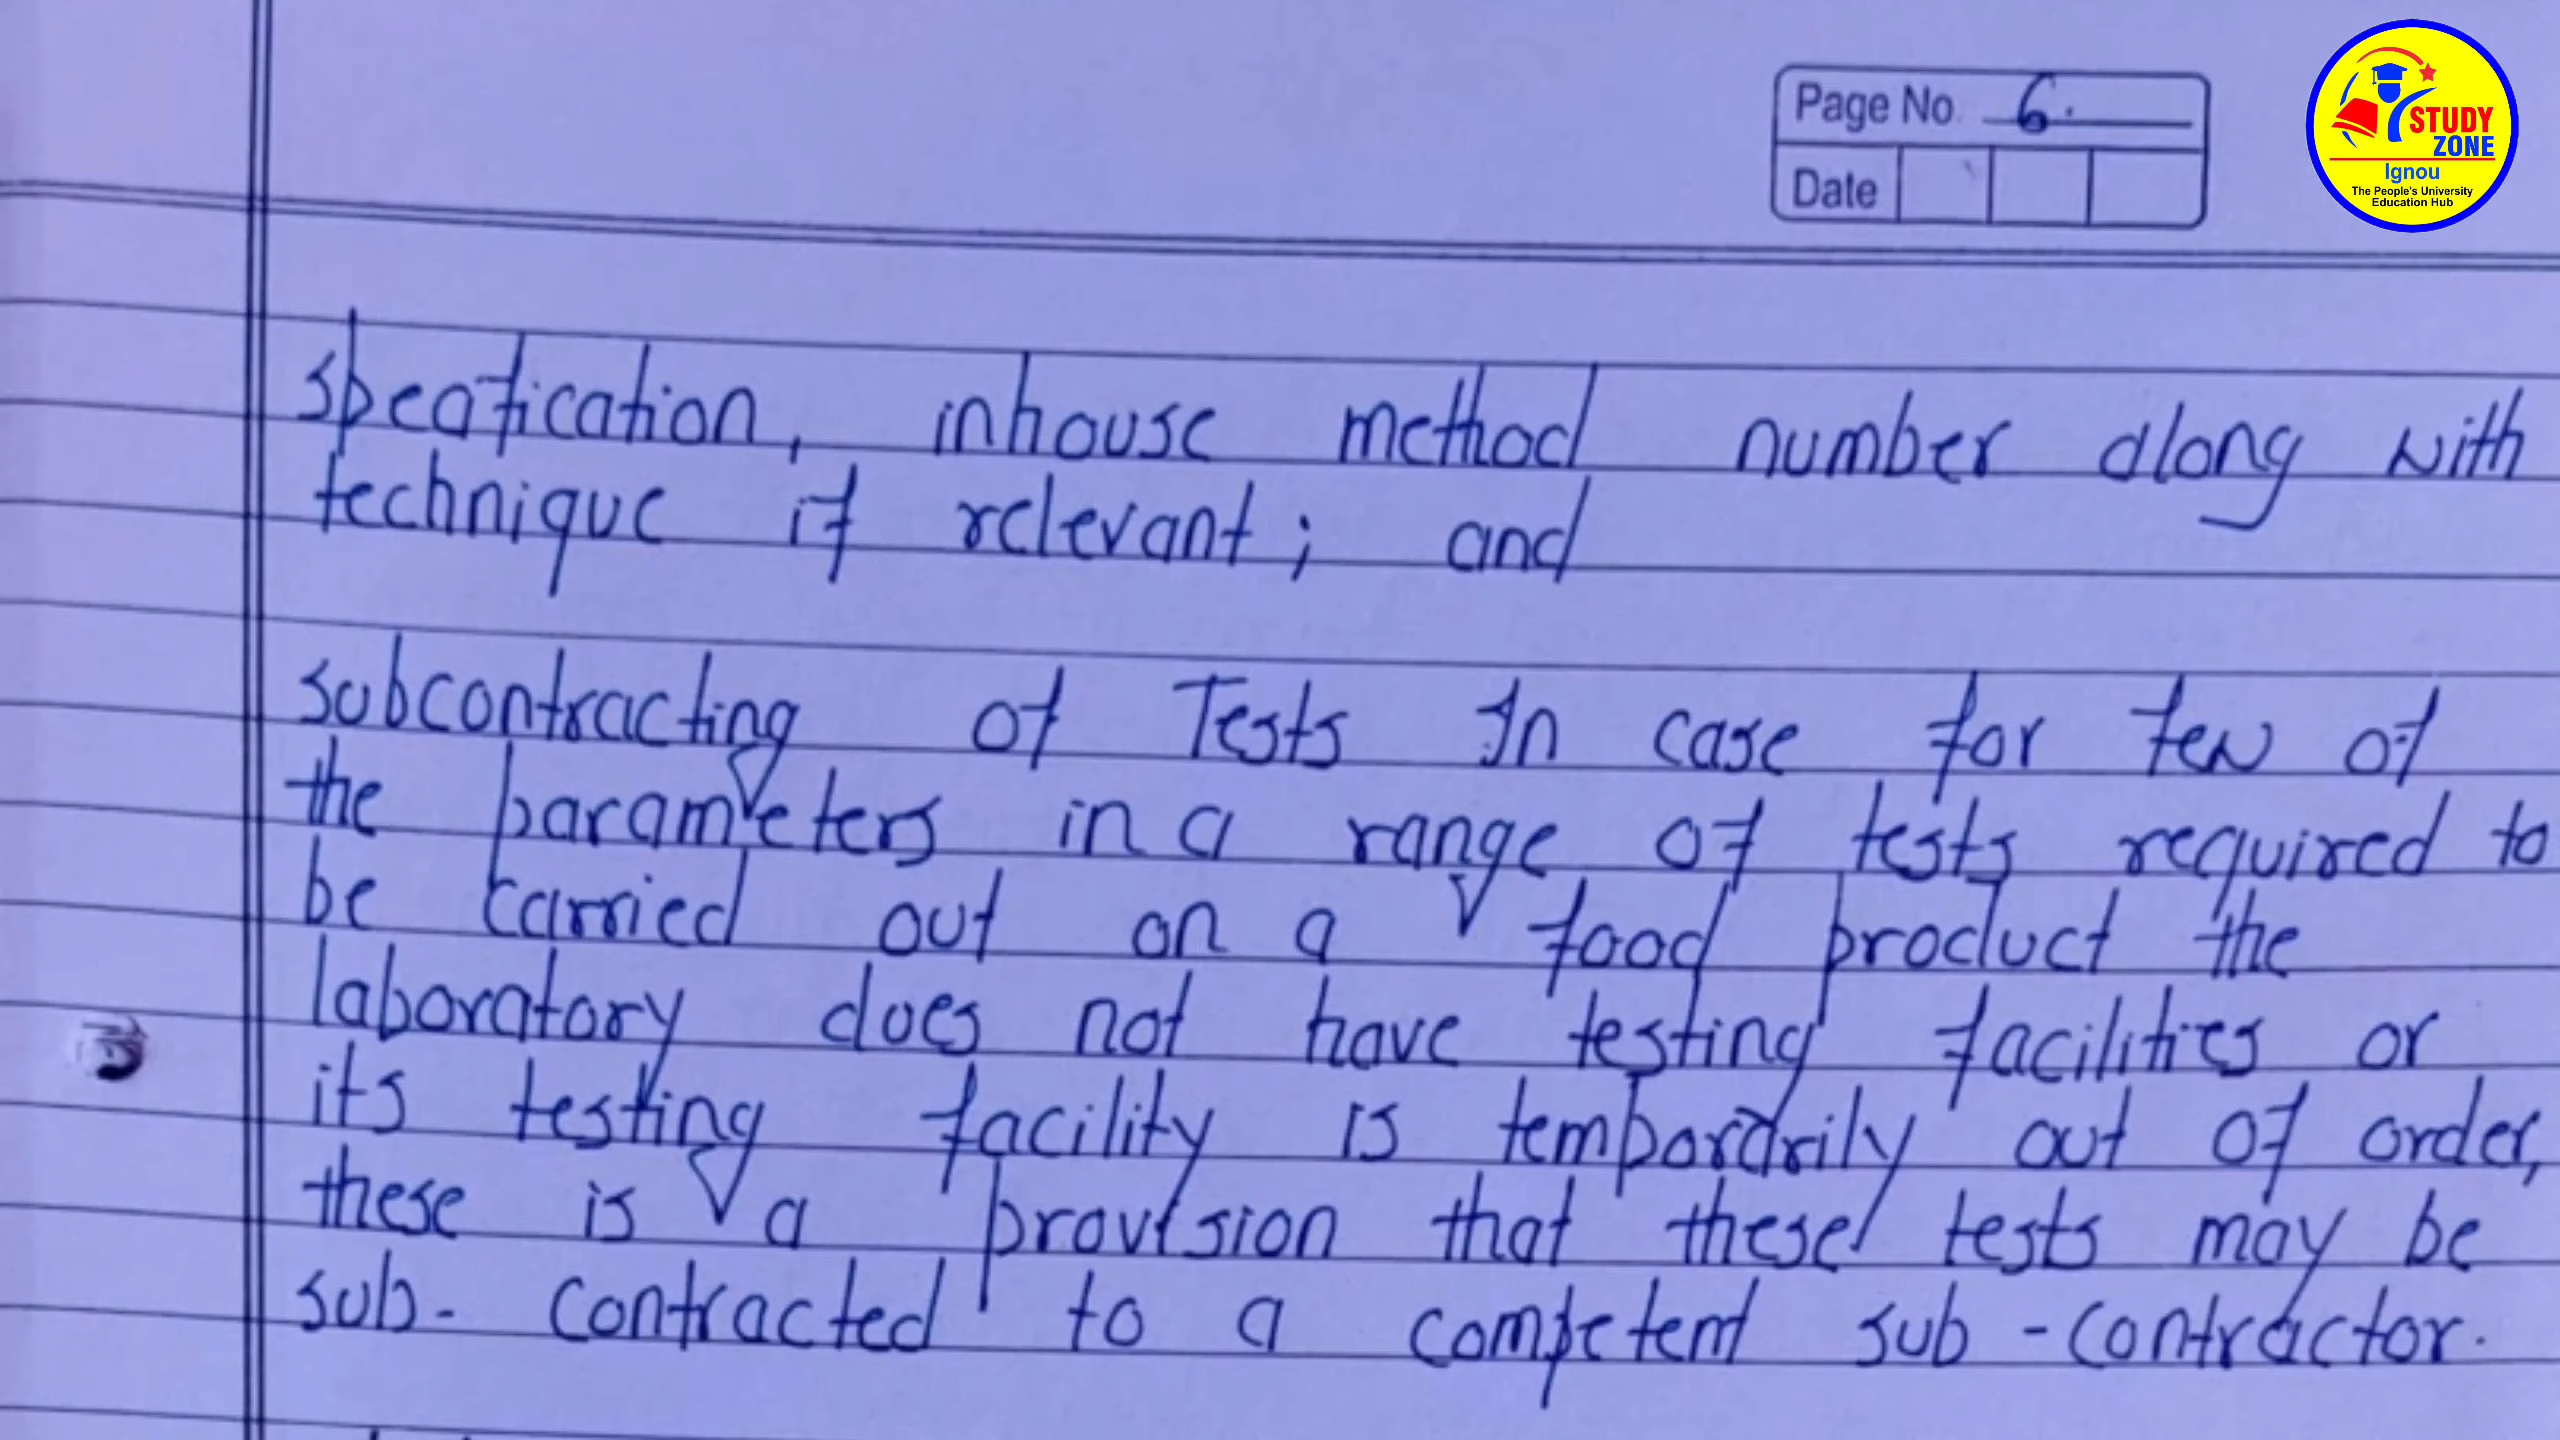 Page No. 6.
Date
STUDY
ZONE
Ignou
The People's University
Education Hub
specification, inhouse method number along with
technique if relevant; and
subcontracting of Tests In case for few of
the parameters in a range of tests required to
be carried out on a food product the
laboratory does not have testing facilities or
its testing facility is temporarily out of order,
these is a provision that these tests may be
sub- contracted to a competent sub-contractor.